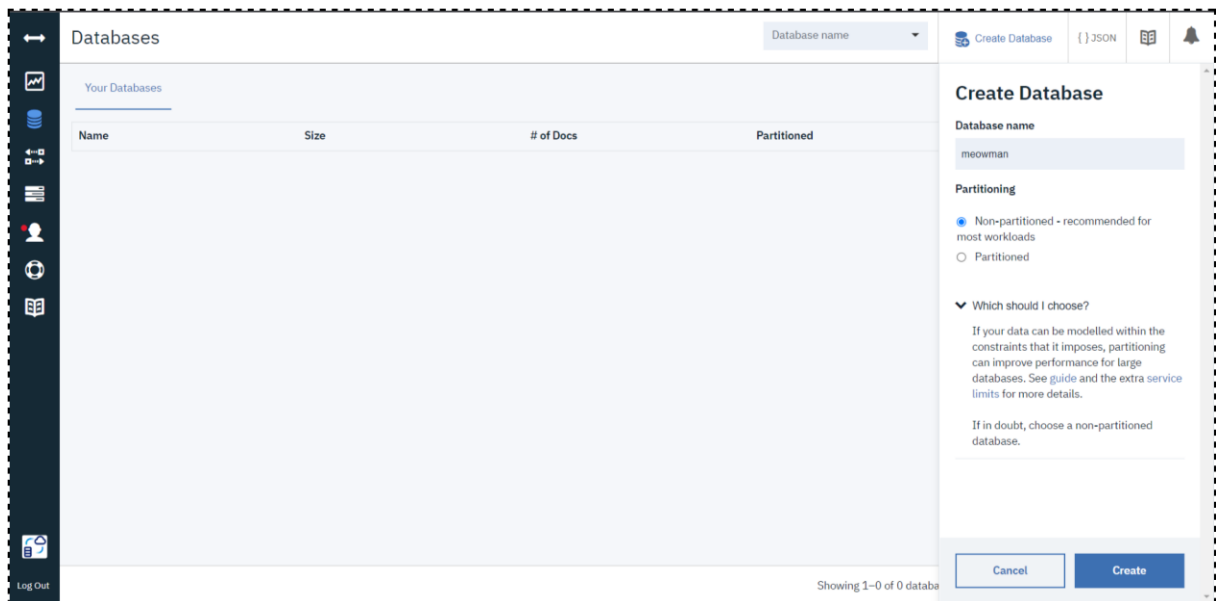 Databases
Database name
Create Database
{ } JSON
Your Databases
Name Size # of Docs Partitioned
Create Database
Database name
meowman
Partitioning
Non-partitioned - recommended for
most workloads
Partitioned
Which should I choose?
If your data can be modelled within the
constraints that it imposes, partitioning
can improve performance for large
databases. See guide and the extra service
limits for more details.
If in doubt, choose a non-partitioned
database.
Cancel Create
Log Out
Showing 1–0 of 0 databa